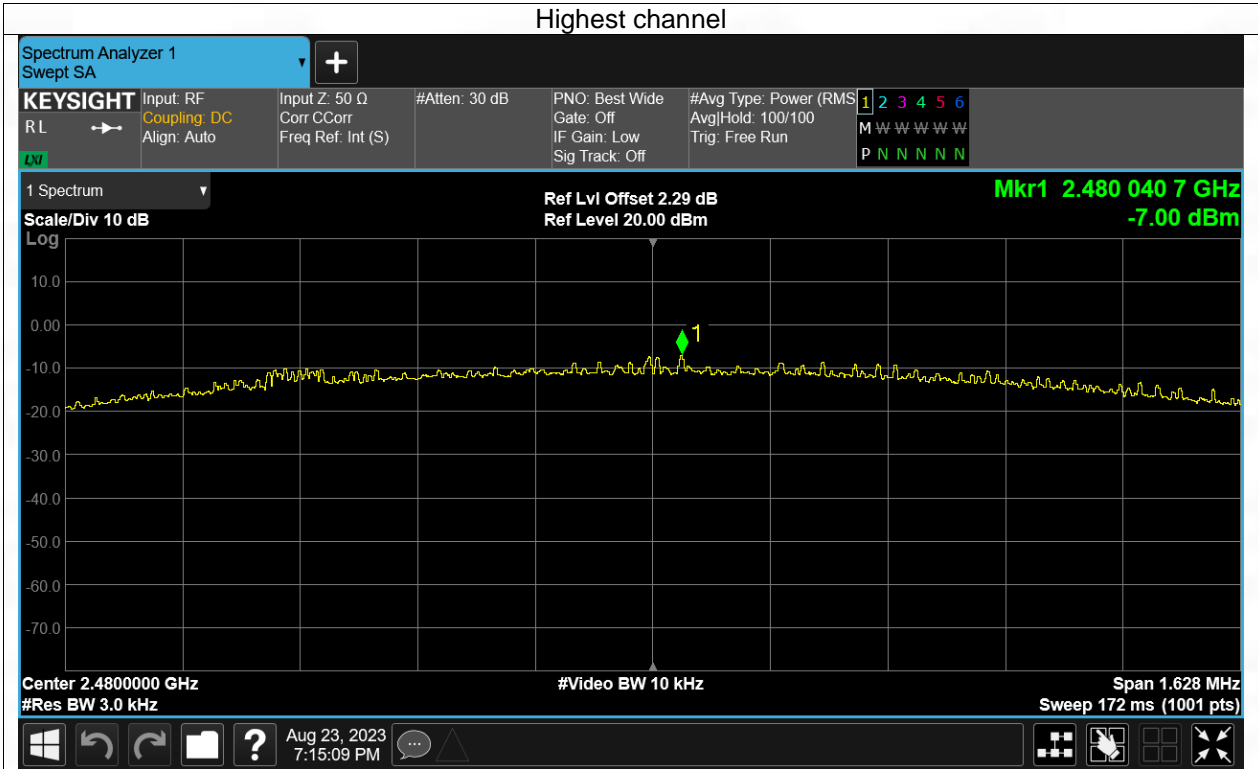 Highest channel
Spectrum Analyzer 1
Swept SA
KEYSIGHT
R L
LXI
Input: RF
Coupling: DC
Align: Auto
Input Z: 50 Ω
Corr CCorr
Freq Ref: Int (S)
#Atten: 30 dB
PNO: Best Wide
Gate: Off
IF Gain: Low
Sig Track: Off
#Avg Type: Power (RMS
Avg|Hold: 100/100
Trig: Free Run
1 2 3 4 5 6
M W W W W W
P N N N N N
1 Spectrum
Scale/Div 10 dB
Ref Lvl Offset 2.29 dB
Ref Level 20.00 dBm
Mkr1 2.480 040 7 GHz
-7.00 dBm
Log
10.0
0.00
-10.0
-20.0
-30.0
-40.0
-50.0
-60.0
-70.0
1
Center 2.4800000 GHz
#Res BW 3.0 kHz
#Video BW 10 kHz
Span 1.628 MHz
Sweep 172 ms (1001 pts)
?
Aug 23, 2023
7:15:09 PM